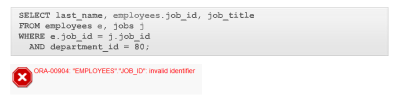 SELECT last_name, employees.job_id, job_title
FROM employees e, jobs j
WHERE e.job_id = j.job_id
AND department_id = 80;
ORA-00904: "EMPLOYEES"."JOB_ID": invalid identifier